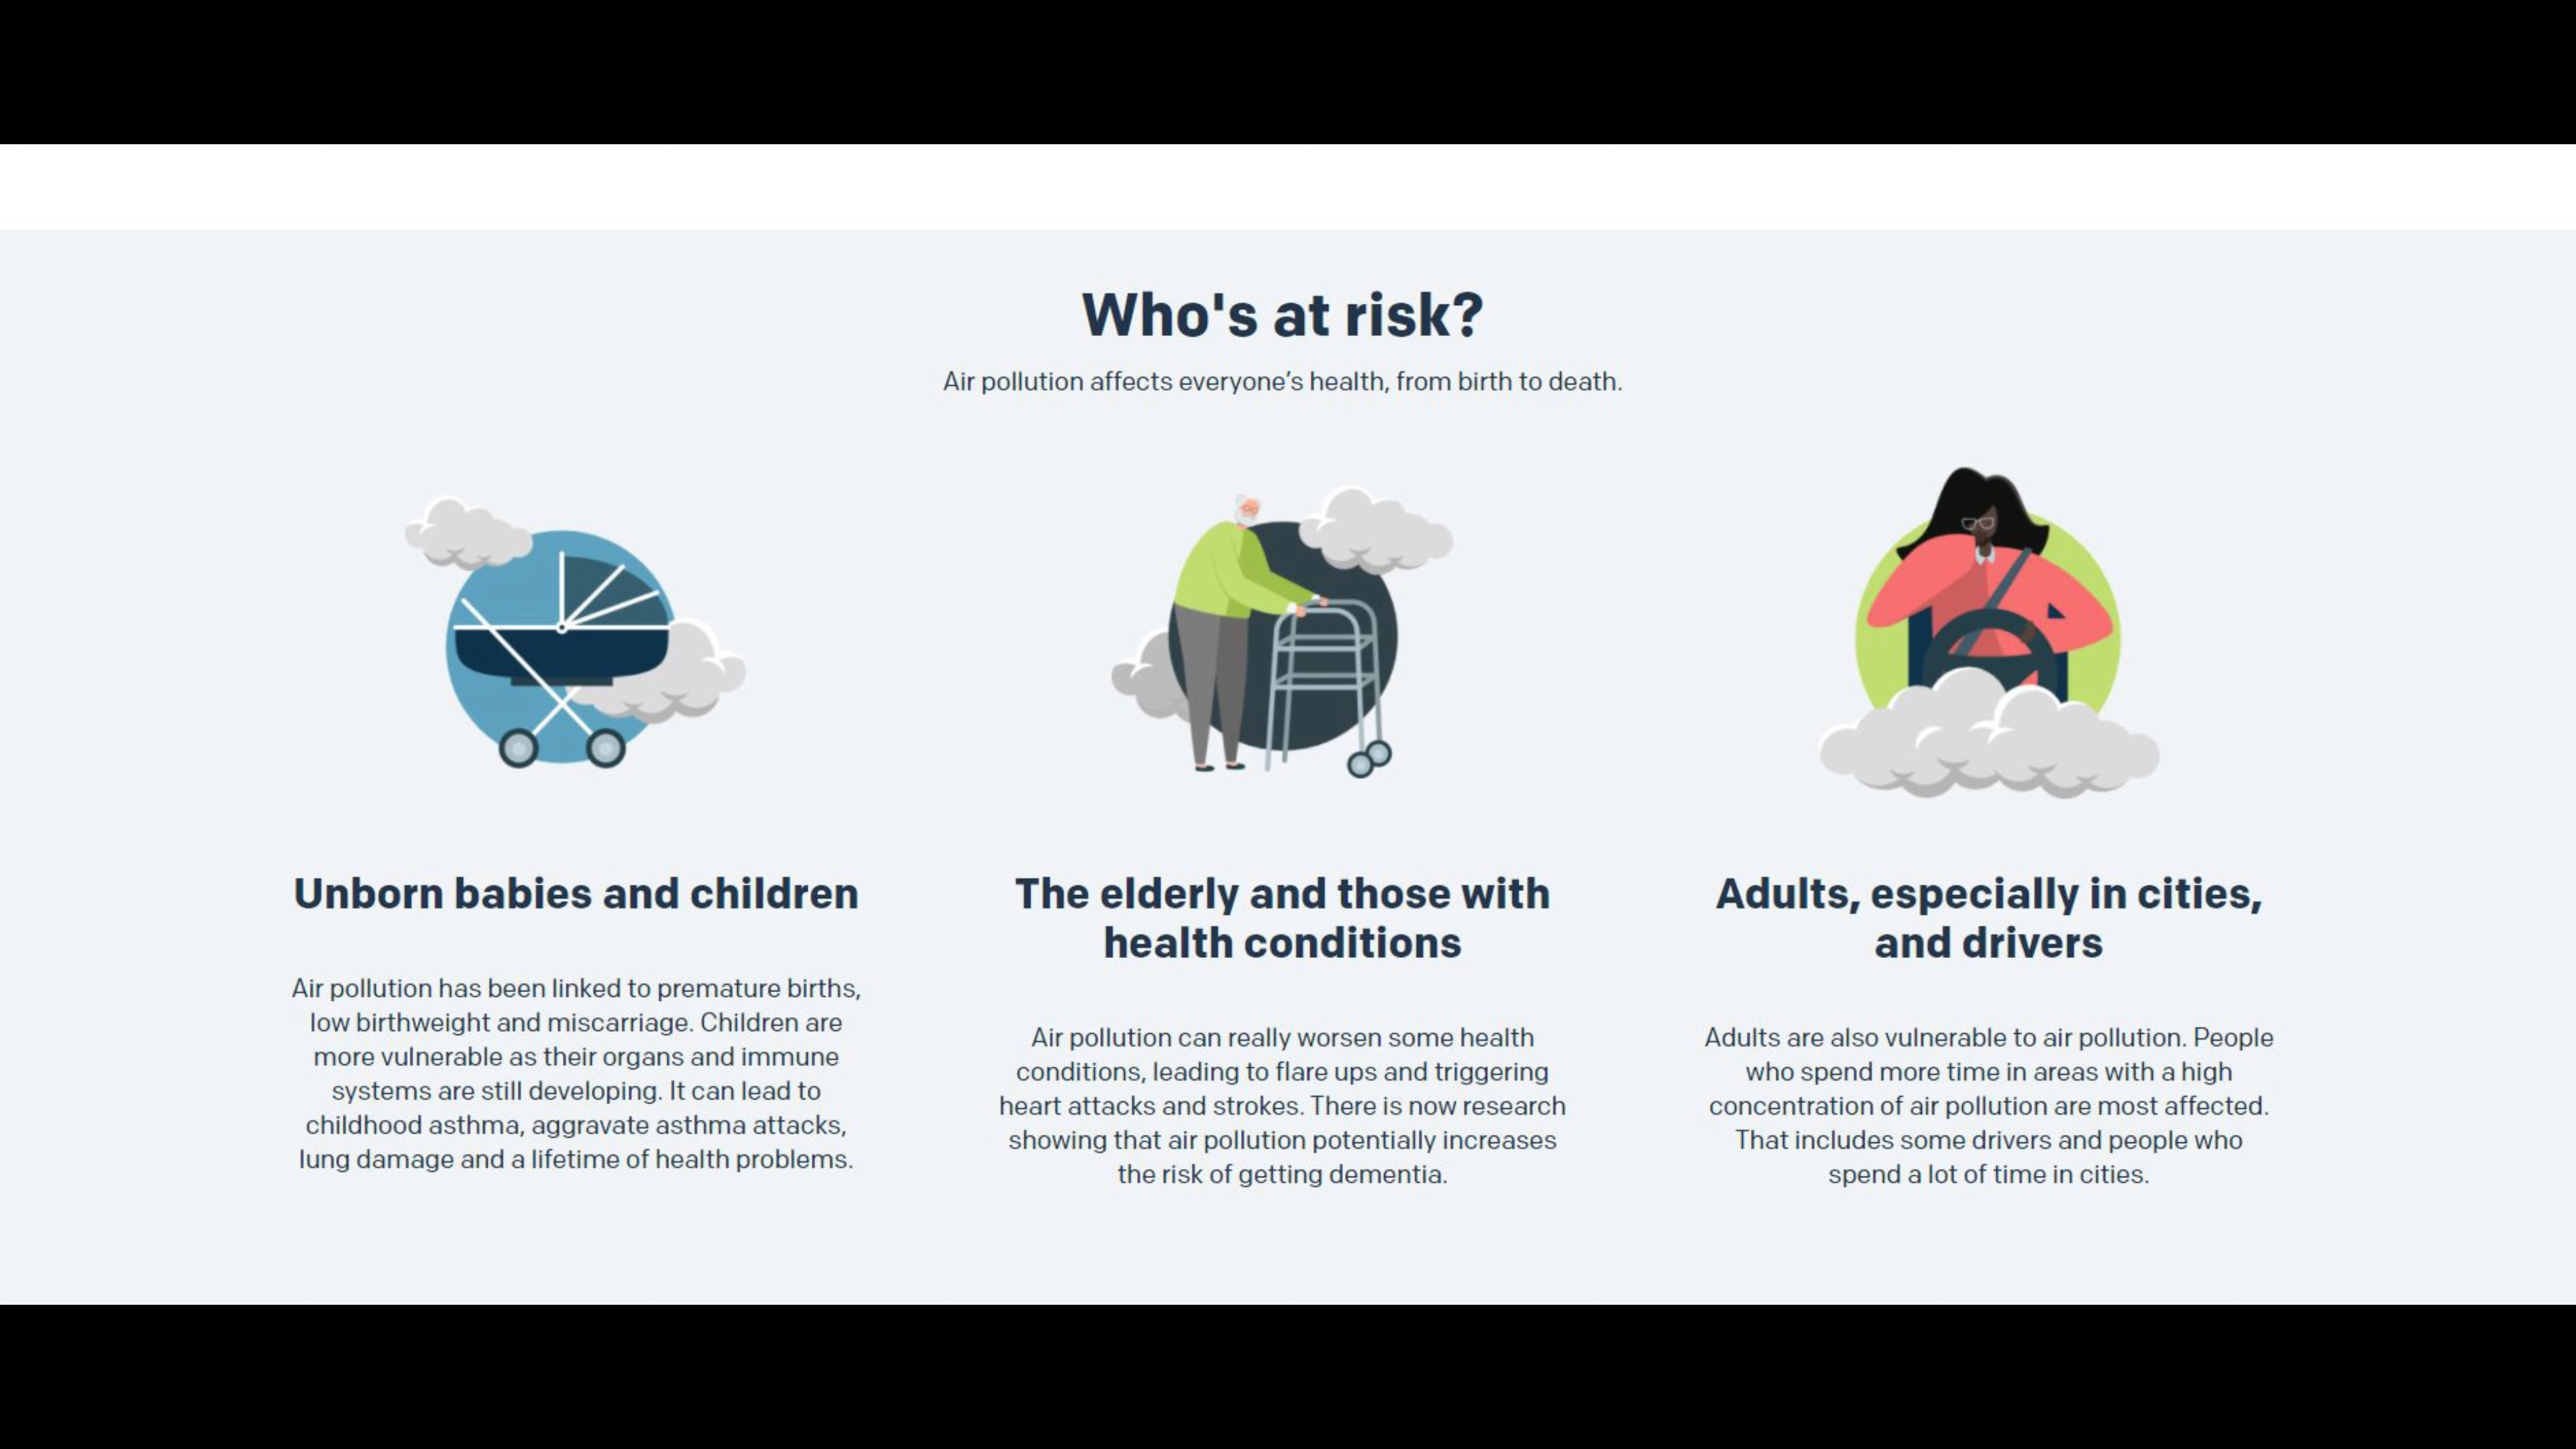 Who's at risk?
Air pollution affects everyone’s health, from birth to death.
Unborn babies and children
Air pollution has been linked to premature births,
low birthweight and miscarriage. Children are
more vulnerable as their organs and immune
systems are still developing. It can lead to
childhood asthma, aggravate asthma attacks,
lung damage and a lifetime of health problems.
The elderly and those with
health conditions
Air pollution can really worsen some health
conditions, leading to flare ups and triggering
heart attacks and strokes. There is now research
showing that air pollution potentially increases
the risk of getting dementia.
Adults, especially in cities,
and drivers
Adults are also vulnerable to air pollution. People
who spend more time in areas with a high
concentration of air pollution are most affected.
That includes some drivers and people who
spend a lot of time in cities.